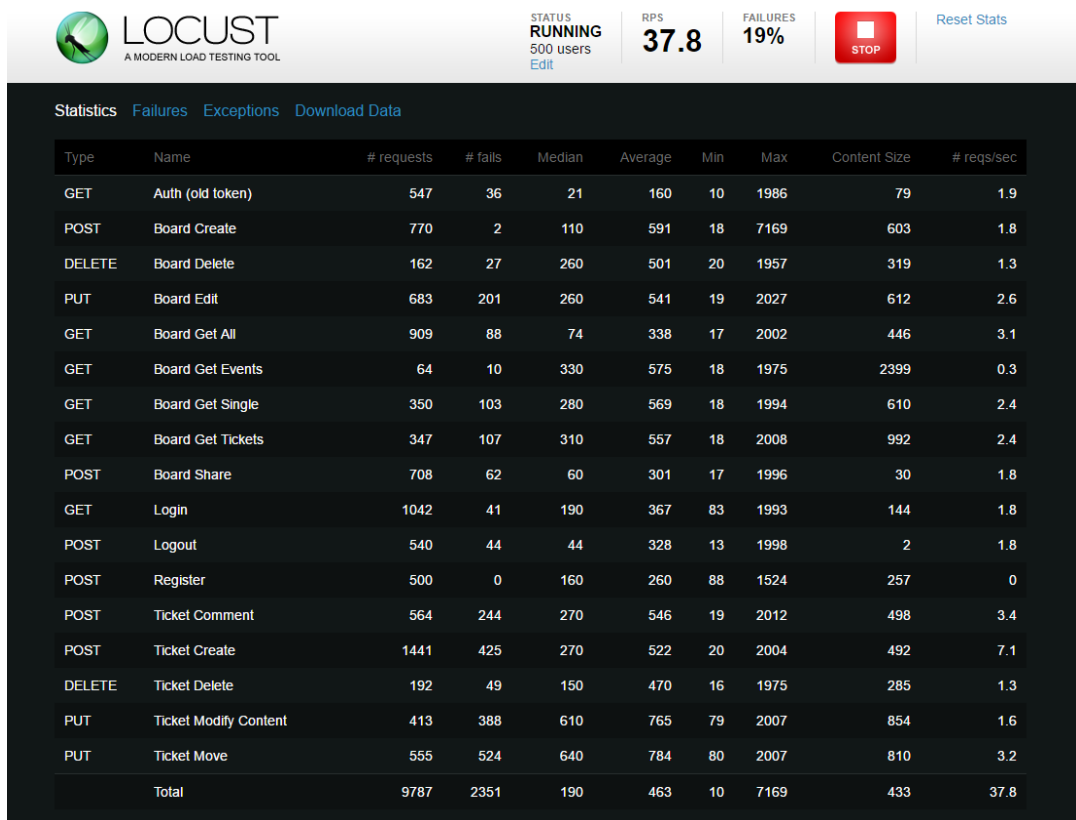 LOCUST
A MODERN LOAD TESTING TOOL
STATUS
RUNNING
500 users
Edit
RPS
37.8
FAILURES
19%
STOP
Reset Stats
Statistics Failures Exceptions Download Data
Type Name # requests # fails Median Average Min Max Content Size # reqs/sec
GET Auth (old token) 547 36 21 160 10 1986 79 1.9
POST Board Create 770 2 110 591 18 7169 603 1.8
DELETE Board Delete 162 27 260 501 20 1957 319 1.3
PUT Board Edit 683 201 260 541 19 2027 612 2.6
GET Board Get All 909 88 74 338 17 2002 446 3.1
GET Board Get Events 64 10 330 575 18 1975 2399 0.3
GET Board Get Single 350 103 280 569 18 1994 610 2.4
GET Board Get Tickets 347 107 310 557 18 2008 992 2.4
POST Board Share 708 62 60 301 17 1996 30 1.8
GET Login 1042 41 190 367 83 1993 144 1.8
POST Logout 540 44 44 328 13 1998 2 1.8
POST Register 500 0 160 260 88 1524 257 0
POST Ticket Comment 564 244 270 546 19 2012 498 3.4
POST Ticket Create 1441 425 270 522 20 2004 492 7.1
DELETE Ticket Delete 192 49 150 470 16 1975 285 1.3
PUT Ticket Modify Content 413 388 610 765 79 2007 854 1.6
PUT Ticket Move 555 524 640 784 80 2007 810 3.2
Total 9787 2351 190 463 10 7169 433 37.8